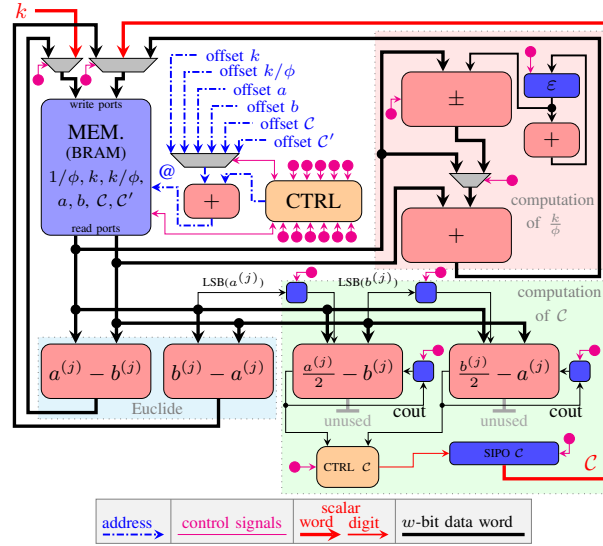 k
offset k
offset k/ϕ
offset a
offset b
offset 𝒞
offset 𝒞′
write ports
MEM.
(BRAM)
1/ϕ, k, k/ϕ,
a, b, 𝒞, 𝒞′
read ports
@
+
CTRL
±
ε
+
+
computation
of k/ϕ
LSB(a^(j))
LSB(b^(j))
computation
of 𝒞
a^(j) − b^(j)
b^(j) − a^(j)
a^(j)/2 − b^(j)
b^(j)/2 − a^(j)
Euclide
unused
cout
unused
cout
CTRL 𝒞
SIPO 𝒞
𝒞
address
control signals
scalar
word
digit
w-bit data word